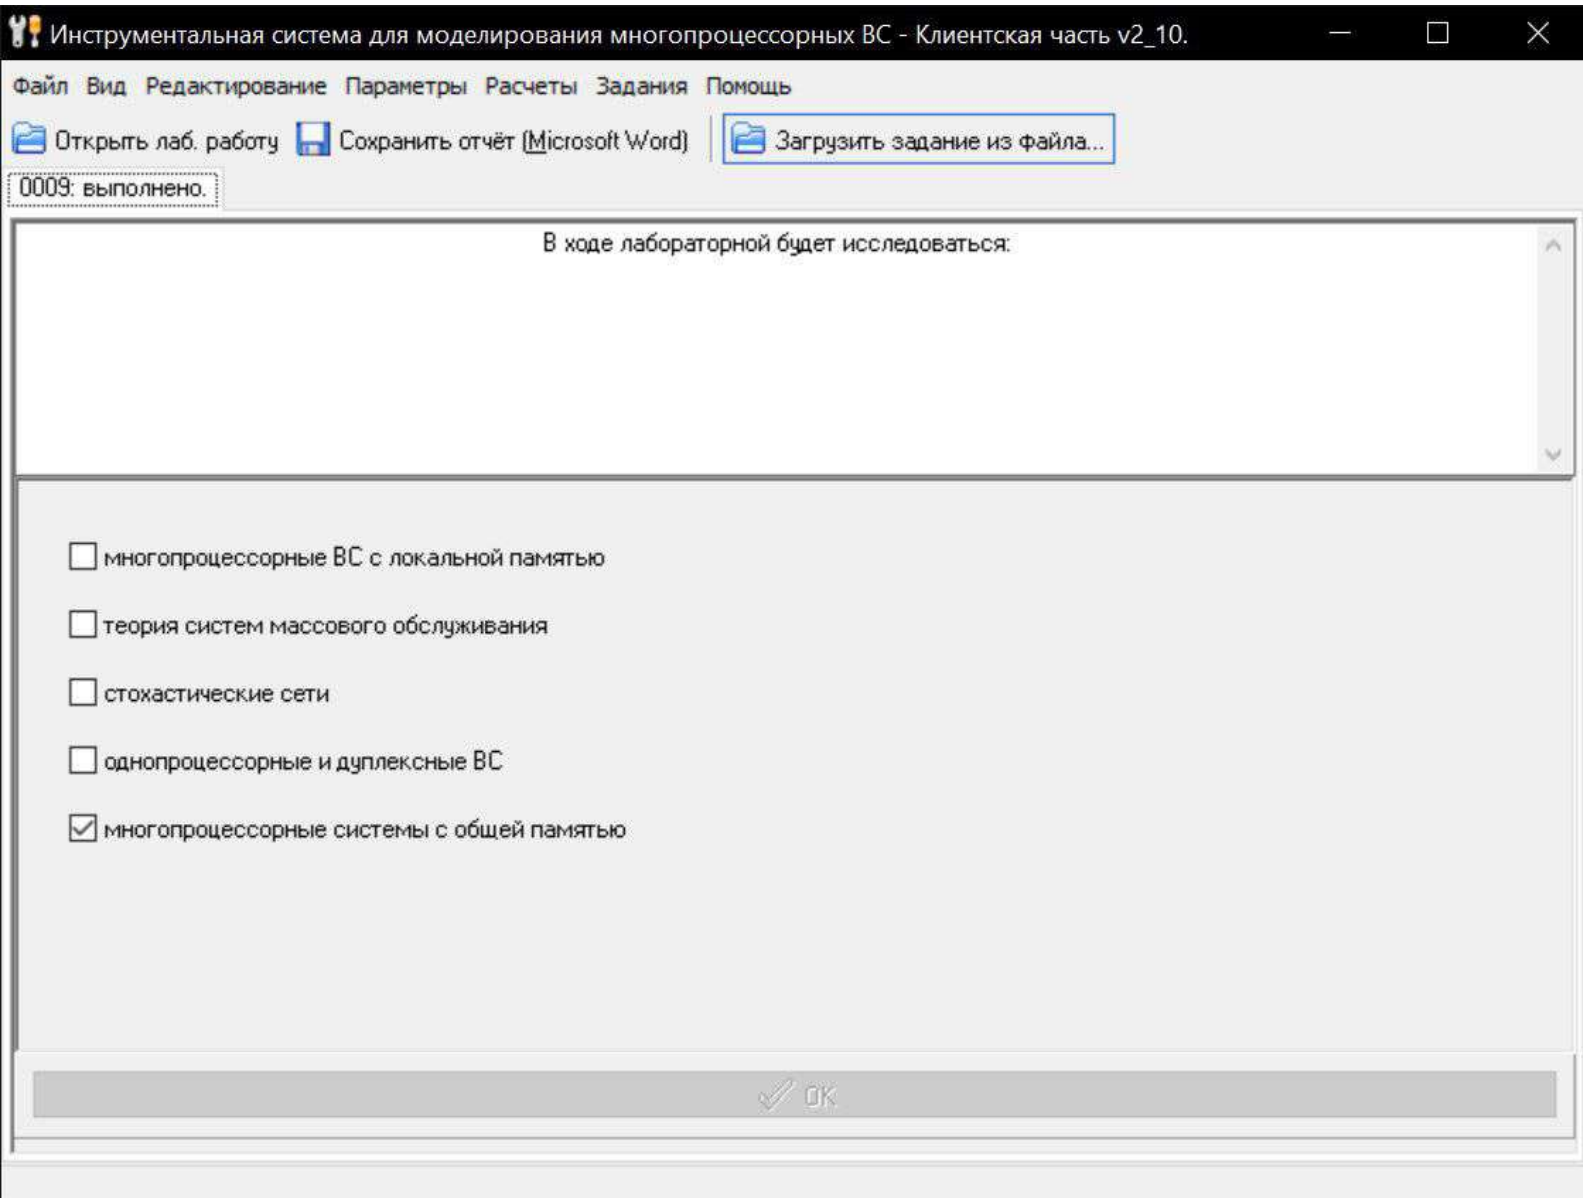 Инструментальная система для моделирования многопроцессорных ВС - Клиентская часть v2_10.
Файл Вид Редактирование Параметры Расчеты Задания Помощь
Открыть лаб. работу Сохранить отчёт (Microsoft Word) Загрузить задание из файла...
0009: выполнено.
В ходе лабораторной будет исследоваться:
многопроцессорные ВС с локальной памятью
теория систем массового обслуживания
стохастические сети
однопроцессорные и дуплексные ВС
многопроцессорные системы с общей памятью
OK